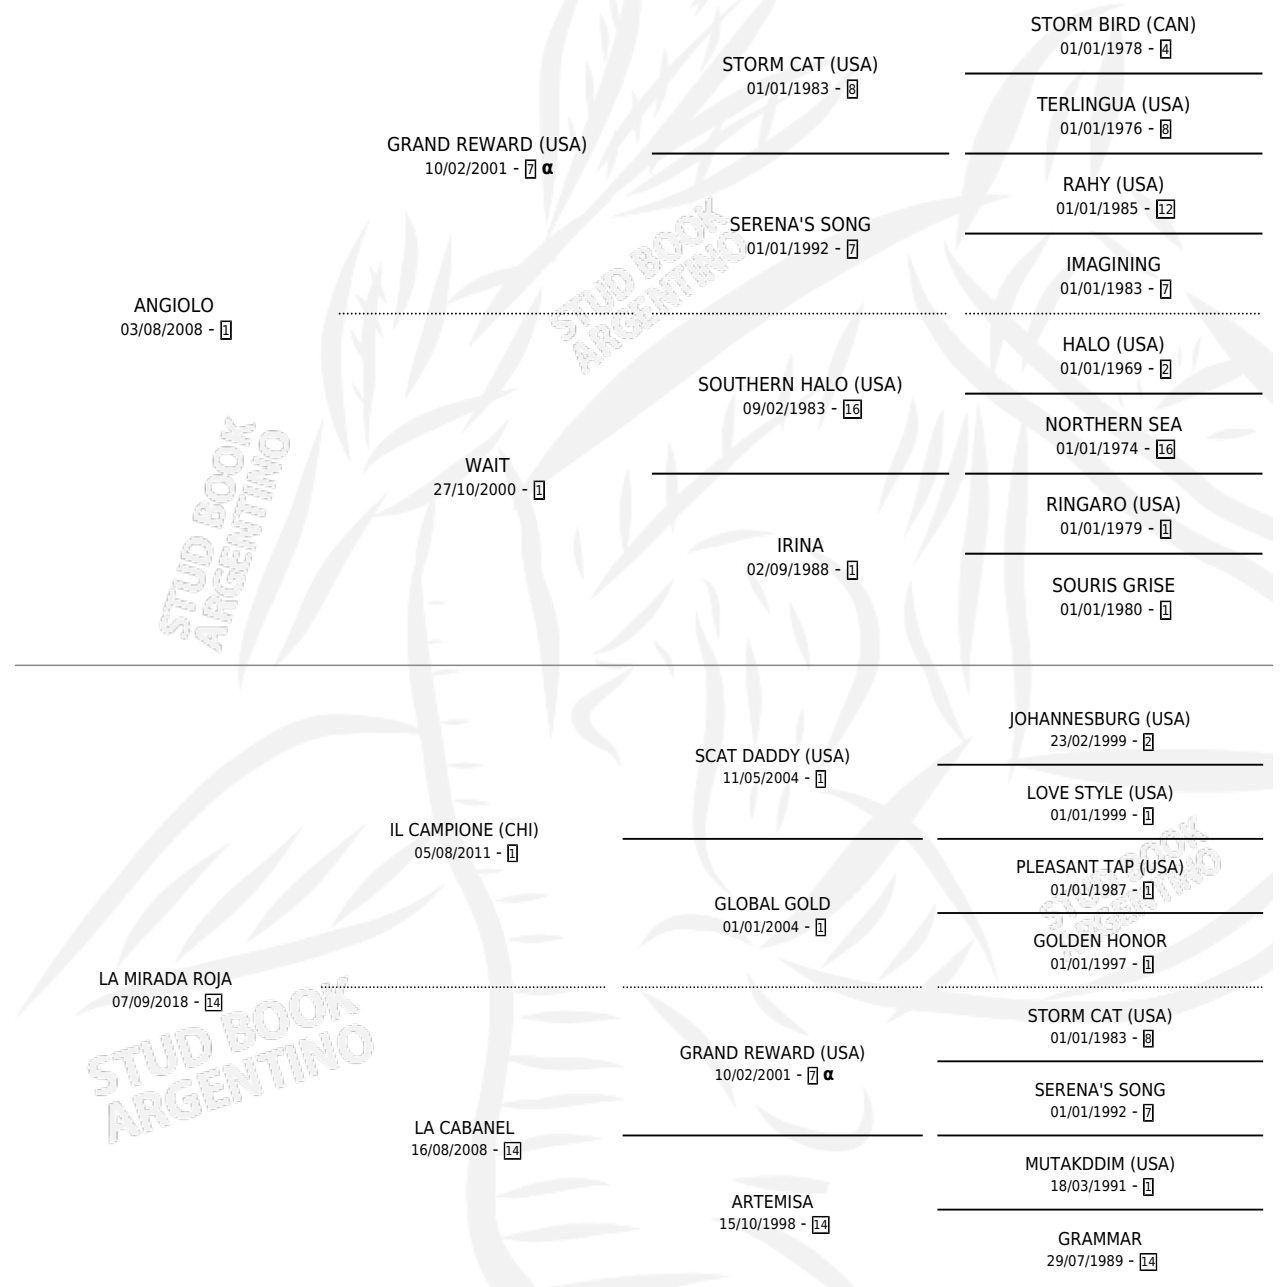 STORM BIRD (CAN)
01/01/1978 - 4
STORM CAT (USA)
01/01/1983 - 8
TERLINGUA (USA)
01/01/1976 - 8
GRAND REWARD (USA)
10/02/2001 - 7 α
RAHY (USA)
01/01/1985 - 12
SERENA'S SONG
01/01/1992 - 7
IMAGINING
01/01/1983 - 7
ANGIOLO
03/08/2008 - 1
HALO (USA)
01/01/1969 - 2
SOUTHERN HALO (USA)
09/02/1983 - 16
NORTHERN SEA
01/01/1974 - 16
WAIT
27/10/2000 - 1
RINGARO (USA)
01/01/1979 - 1
IRINA
02/09/1988 - 1
SOURIS GRISE
01/01/1980 - 1
STUD BOOK
ARGENTINO
STUD BOOK
ARGENTINO
JOHANNESBURG (USA)
23/02/1999 - 2
SCAT DADDY (USA)
11/05/2004 - 1
LOVE STYLE (USA)
01/01/1999 - 1
IL CAMPIONE (CHI)
05/08/2011 - 1
PLEASANT TAP (USA)
01/01/1987 - 1
GLOBAL GOLD
01/01/2004 - 1
GOLDEN HONOR
01/01/1997 - 1
LA MIRADA ROJA
07/09/2018 - 14
STORM CAT (USA)
01/01/1983 - 8
GRAND REWARD (USA)
10/02/2001 - 7 α
SERENA'S SONG
01/01/1992 - 7
LA CABANEL
16/08/2008 - 14
MUTAKDDIM (USA)
18/03/1991 - 1
ARTEMISA
15/10/1998 - 14
GRAMMAR
29/07/1989 - 14
STUD BOOK
ARGENTINO
STUD BOOK
ARGENTINO